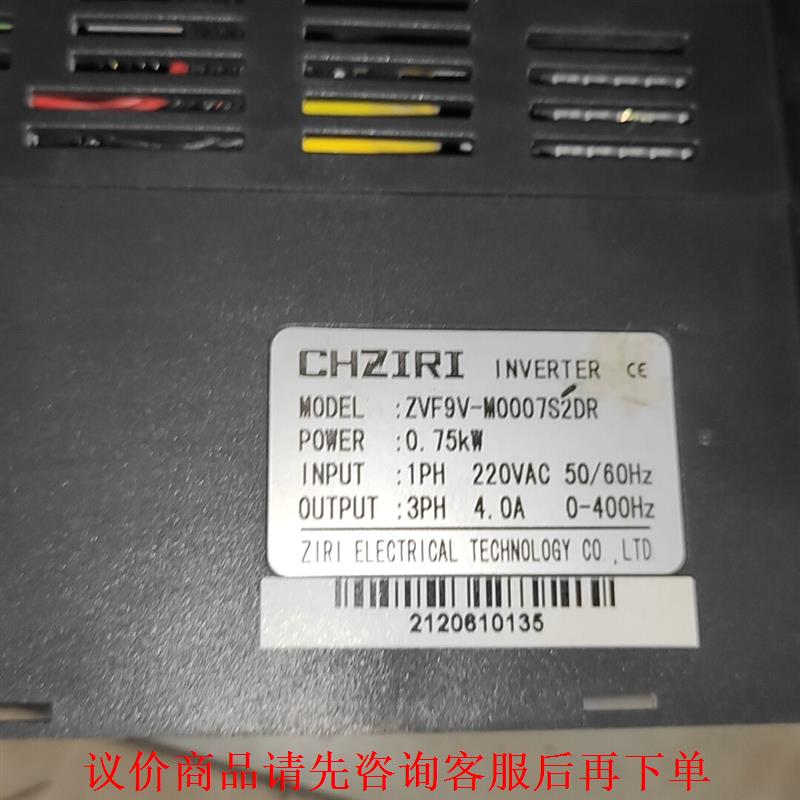 CHZIRI INVERTER CE
MODEL :ZVF9V-M0007S2DR
POWER :0.75kW
INPUT :1PH 220VAC 50/60Hz
OUTPUT :3PH 4.0A 0-400Hz
ZIRI ELECTRICAL TECHNOLOGY CO.,LTD
2120610135
议价商品请先咨询客服后再下单